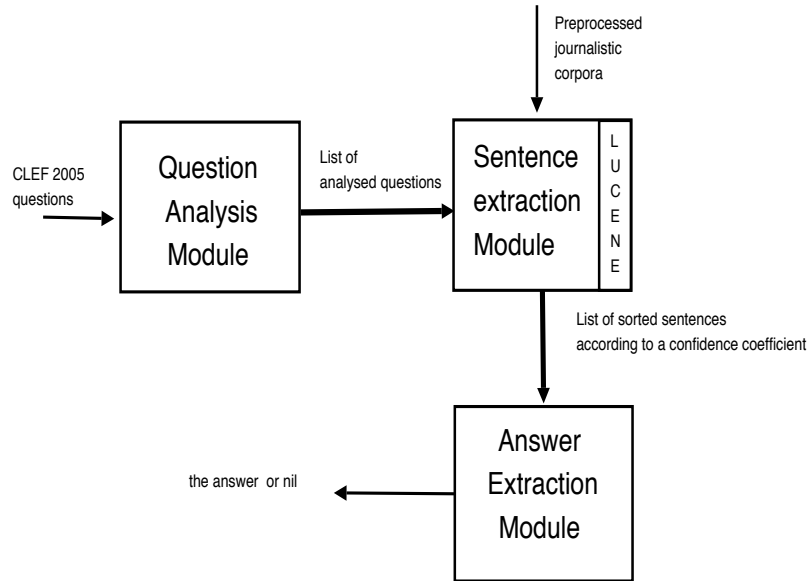 Preprocessed
journalistic
corpora
CLEF 2005
questions
Question
Analysis
Module
List of
analysed questions
Sentence
extraction
Module
L
U
C
E
N
E
List of sorted sentences
according to a confidence coefficient
Answer
Extraction
Module
the answer or nil